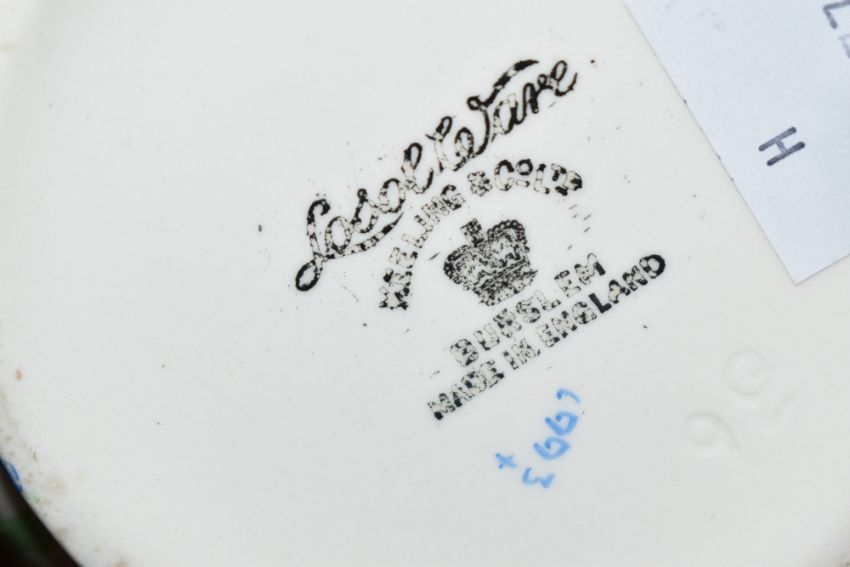 Losol Ware
KEELING & CO. LTD
BURSLEM
MADE IN ENGLAND
H